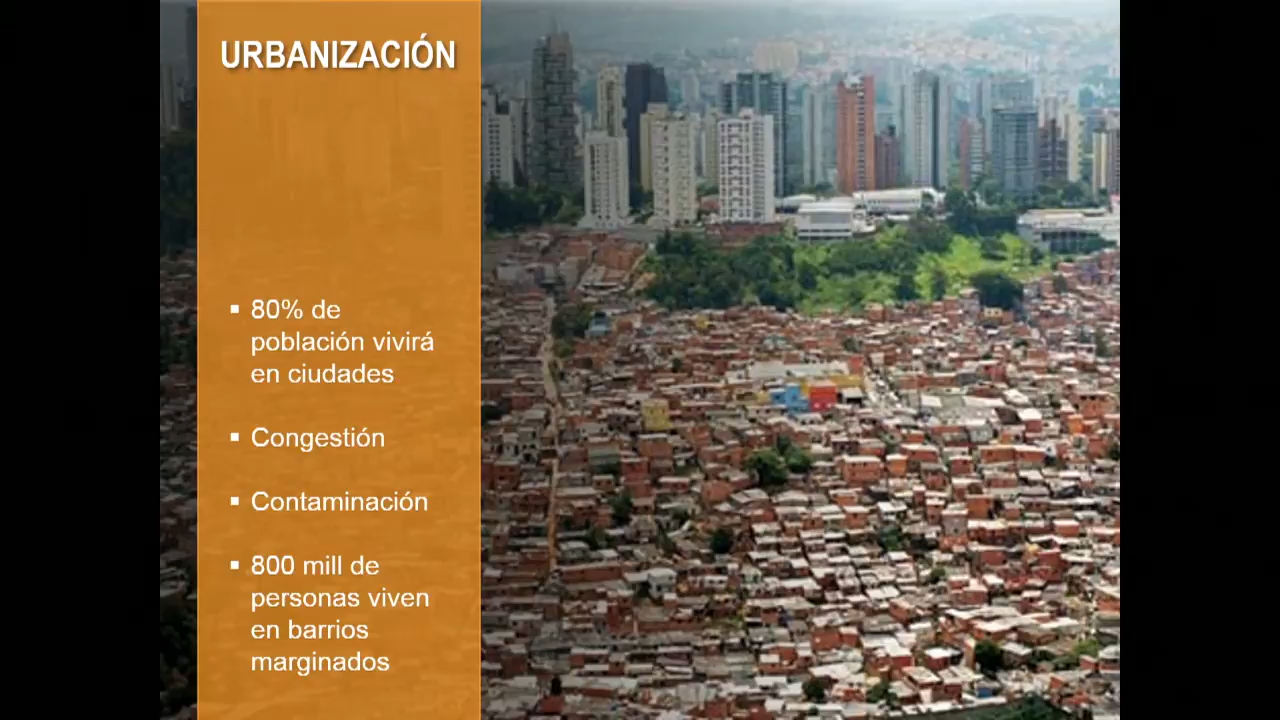 URBANIZACIÓN
▪ 80% de
población vivirá
en ciudades
▪ Congestión
▪ Contaminación
▪ 800 mill de
personas viven
en barrios
marginados